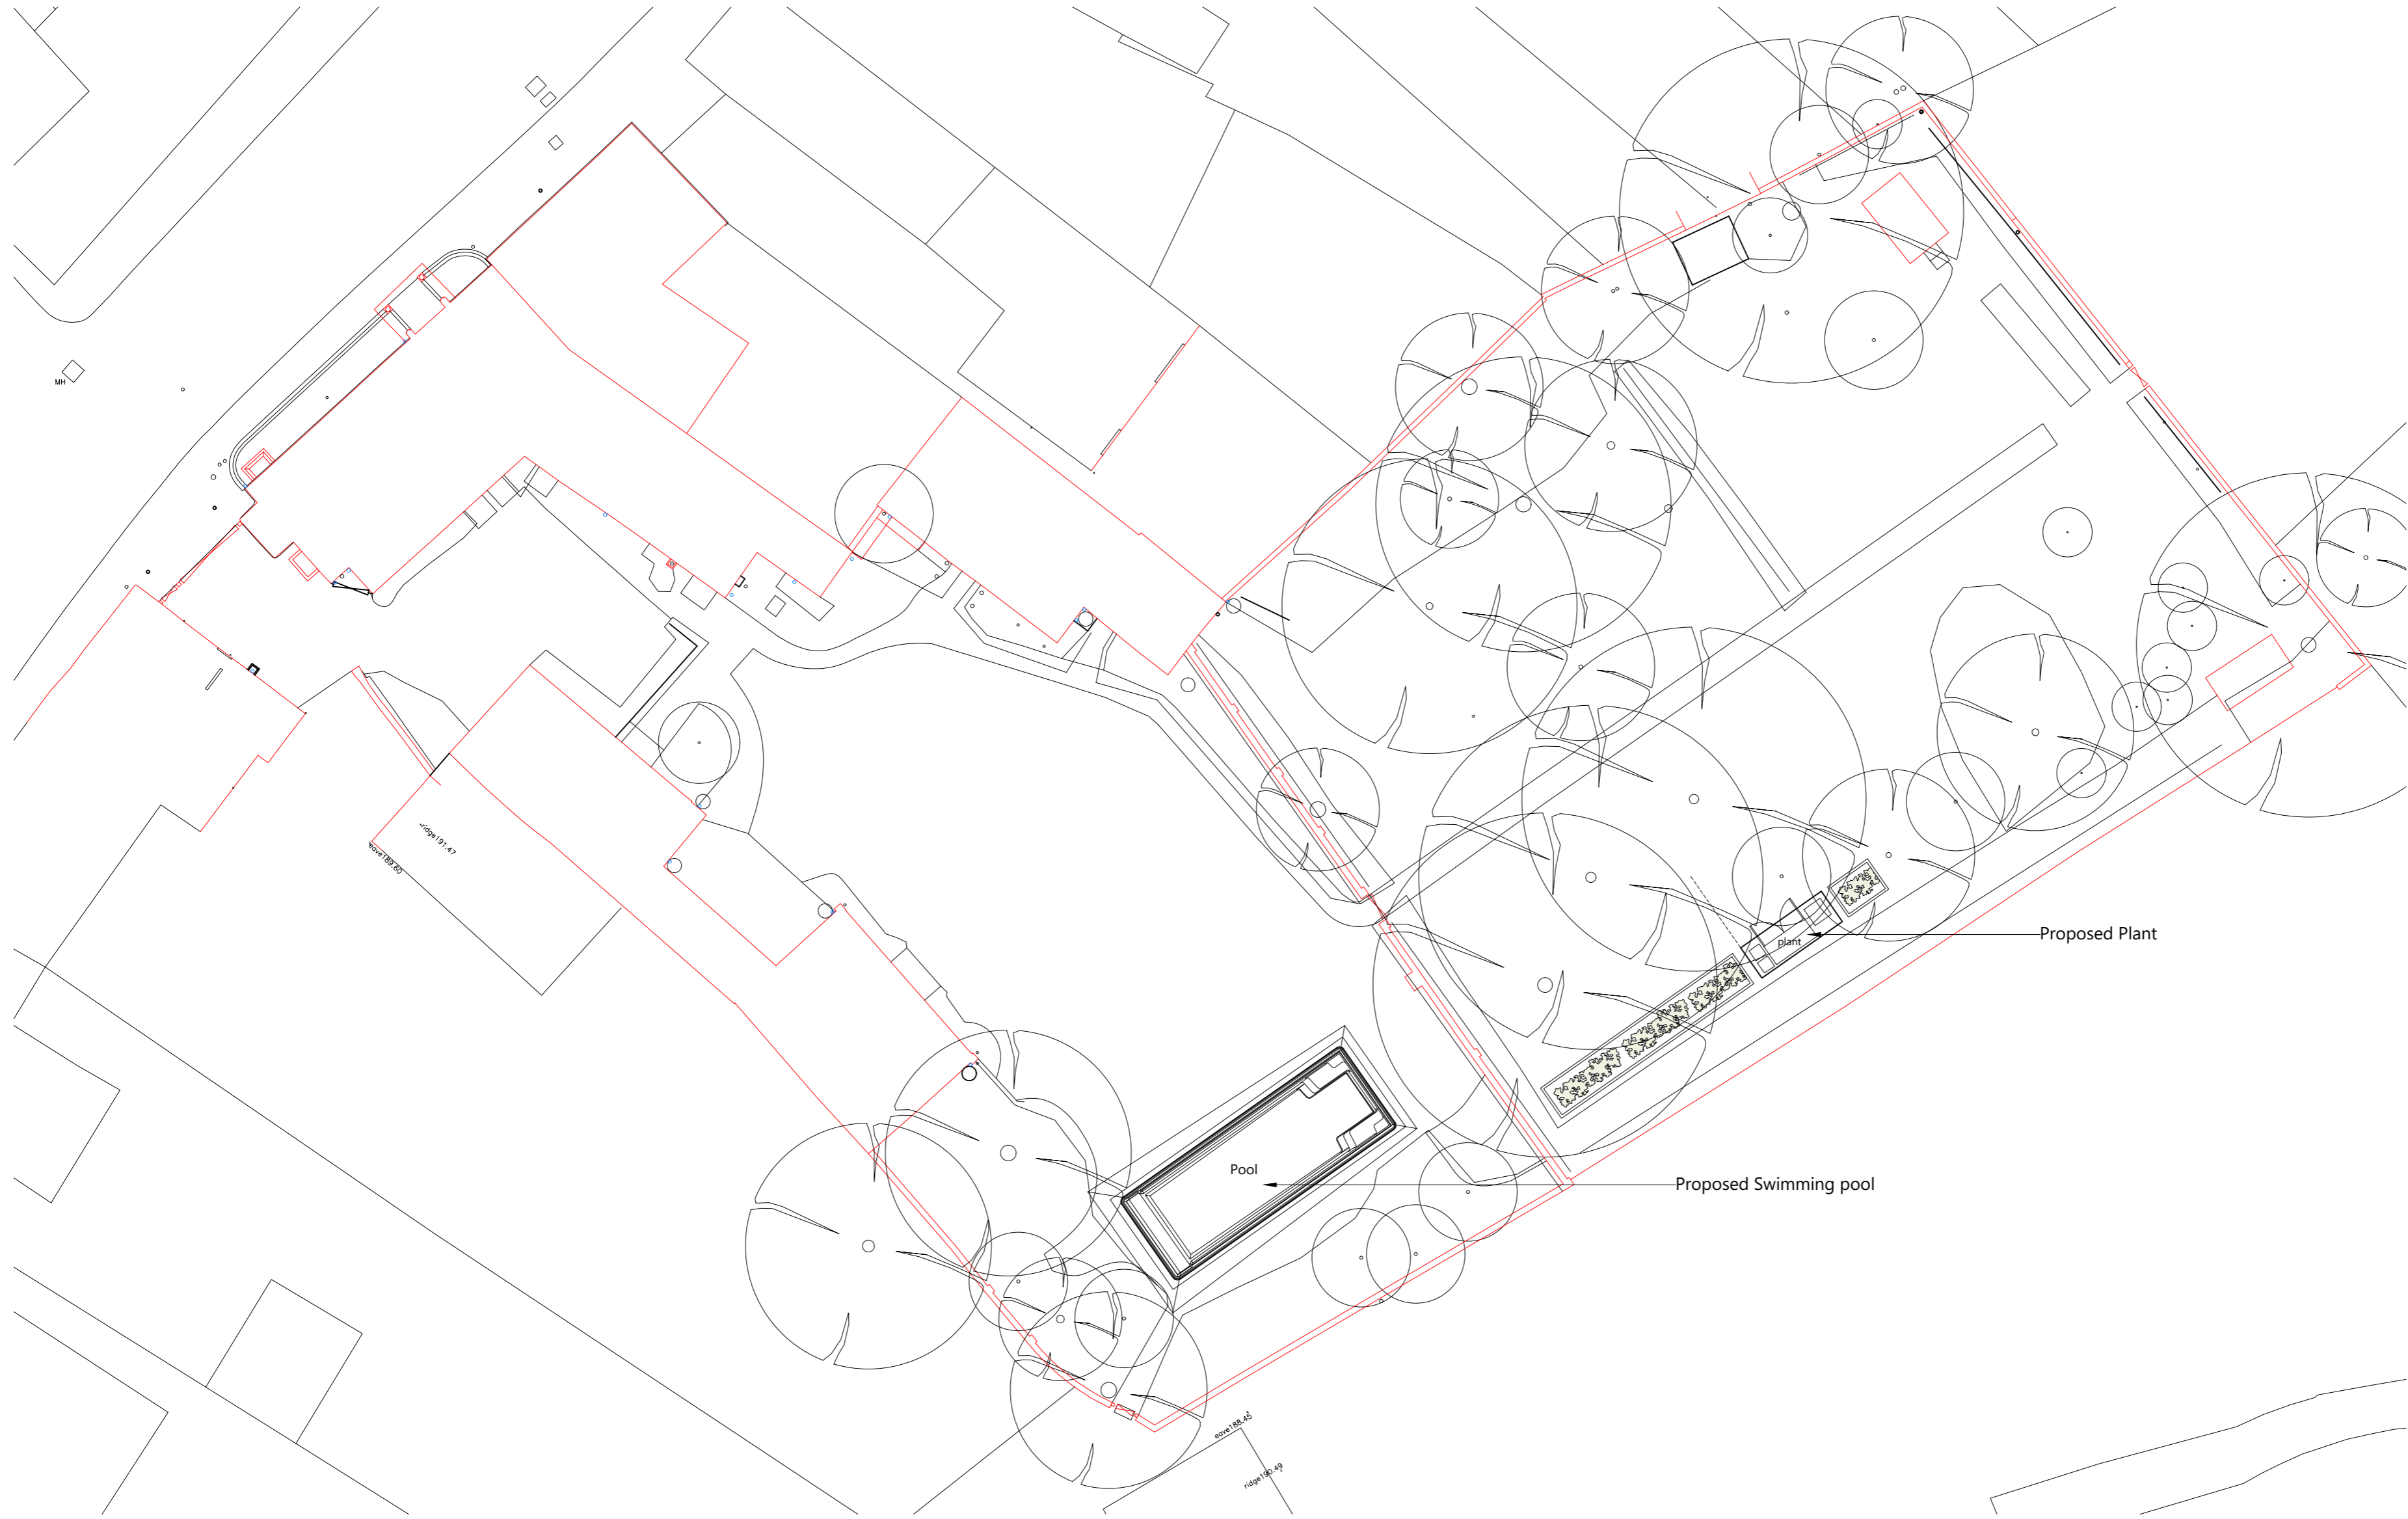 MH
ridge191.47
eave189.60
Proposed Plant
plant
Pool
Proposed Swimming pool
eave188.45
ridge190.49